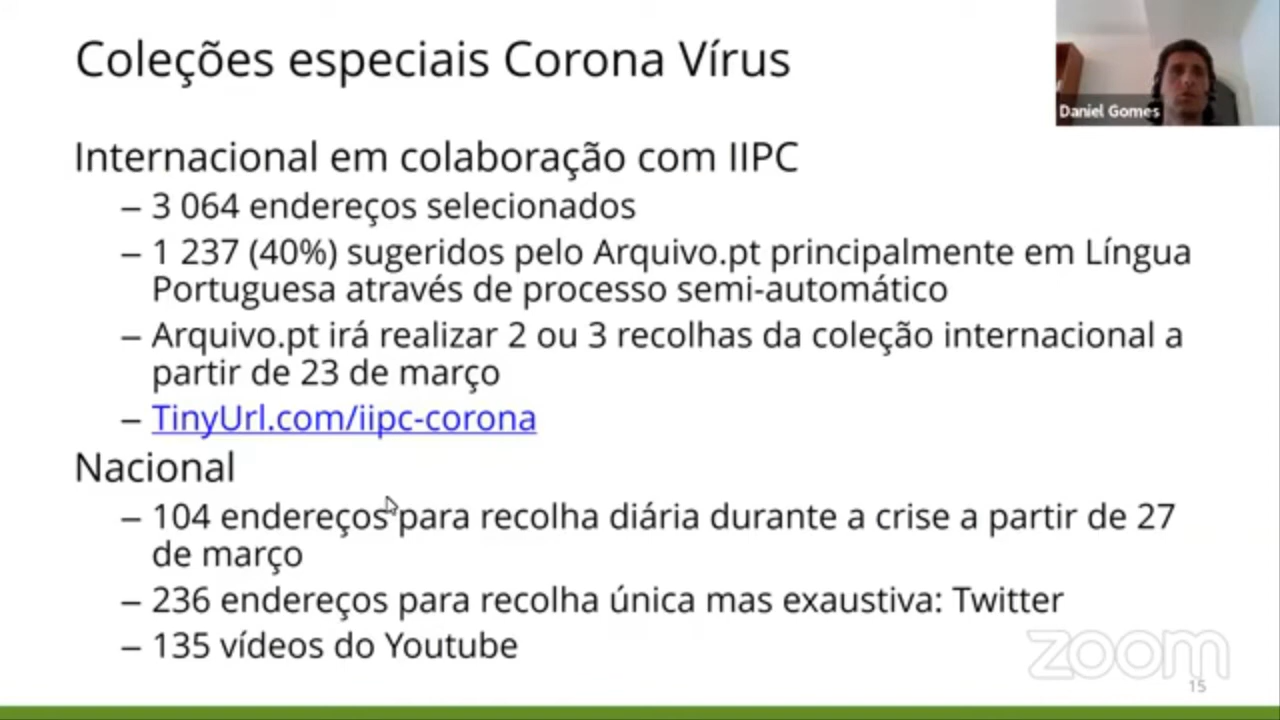 Coleções especiais Corona Vírus
Daniel Gomes
Internacional em colaboração com IIPC
– 3 064 endereços selecionados
– 1 237 (40%) sugeridos pelo Arquivo.pt principalmente em Língua
Portuguesa através de processo semi-automático
– Arquivo.pt irá realizar 2 ou 3 recolhas da coleção internacional a
partir de 23 de março
– TinyUrl.com/iipc-corona
Nacional
– 104 endereços para recolha diária durante a crise a partir de 27
de março
– 236 endereços para recolha única mas exaustiva: Twitter
– 135 vídeos do Youtube
zoom
15